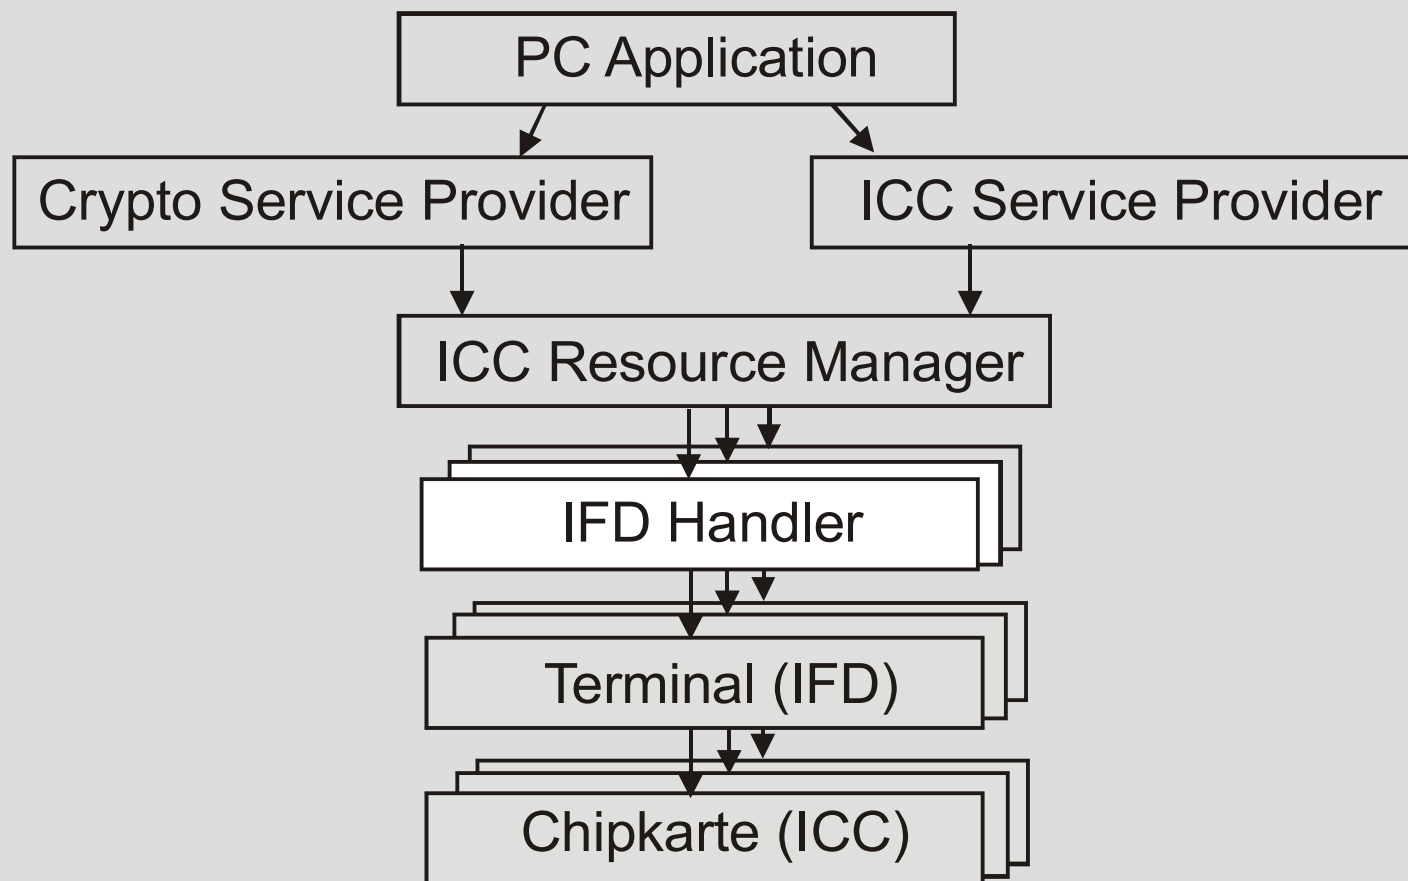 PC Application
Crypto Service Provider
ICC Service Provider
ICC Resource Manager
IFD Handler
Terminal (IFD)
Chipkarte (ICC)